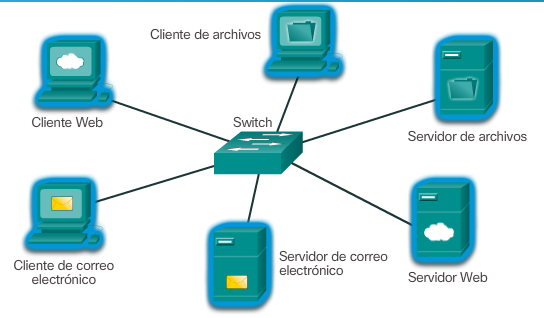 Cliente de archivos
Cliente Web
Switch
Servidor de archivos
Cliente de correo
electrónico
Servidor de correo
electrónico
Servidor Web